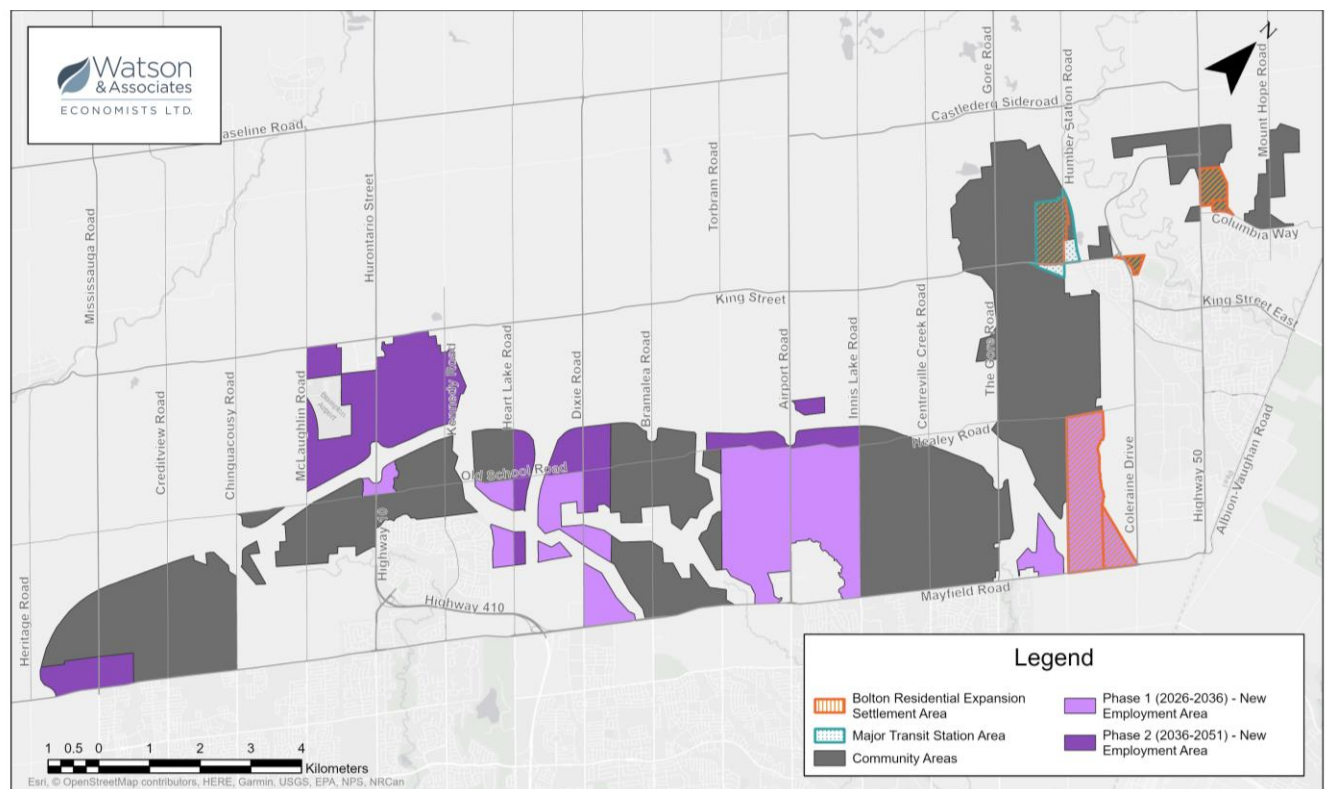 Watson
& Associates
ECONOMISTS LTD.
N
Gore Road
Humber Station Road
Mount Hope Road
Castlederg Sideroad
aseline Road
Torbram Road
Hurontario Street
Mississauga Road
Columbia Way
King Street
King Street East
Centreville Creek Road
The Gore Road
Airport Road
Innis Lake Road
Bramalea Road
Dixie Road
Heart Lake Road
Kennedy Road
McLaughlin Road
Chinguacousy Road
Creditview Road
Brampton
Airport
Healey Road
Old School Road
Coleraine Drive
Highway 50
Albion-Vaughan Road
Highway 10
Heritage Road
Highway 410
Mayfield Road
Legend
Bolton Residential Expansion
Settlement Area
Major Transit Station Area
Community Areas
Phase 1 (2026-2036) - New
Employment Area
Phase 2 (2036-2051) - New
Employment Area
1 0.5 0 1 2 3 4
Kilometers
Esri, © OpenStreetMap contributors, HERE, Garmin, USGS, EPA, NPS, NRCan